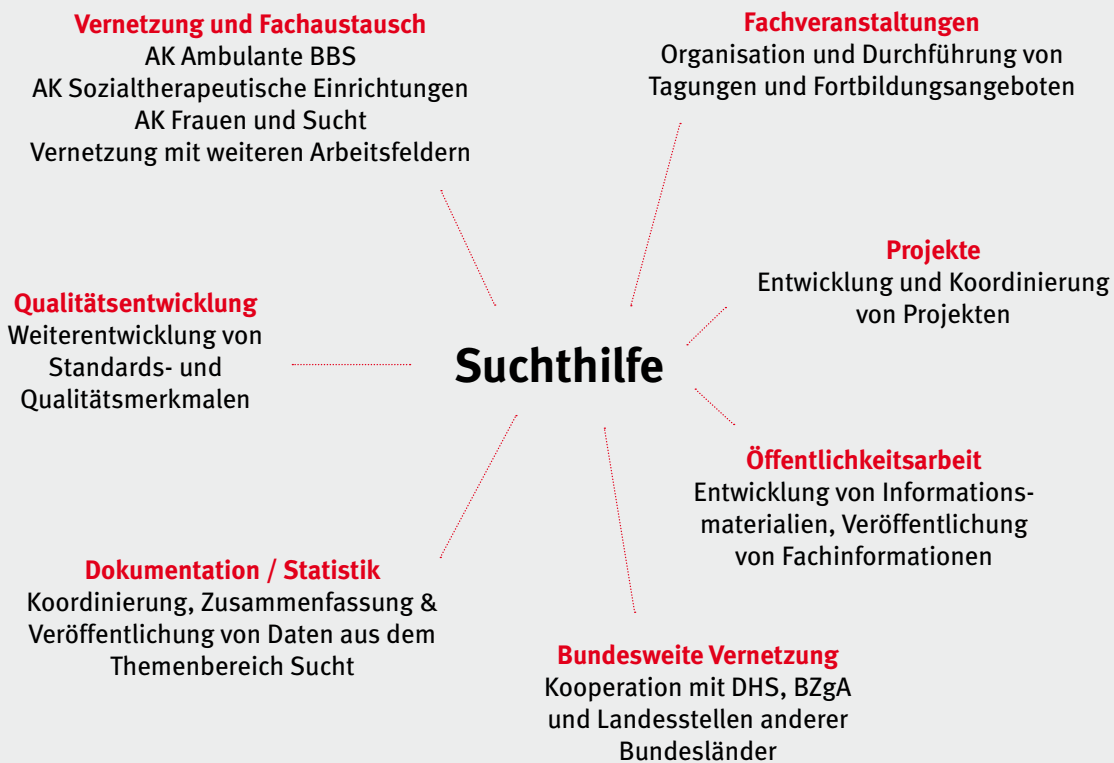 Vernetzung und Fachaustausch
AK Ambulante BBS
AK Sozialtherapeutische Einrichtungen
AK Frauen und Sucht
Vernetzung mit weiteren Arbeitsfeldern
Fachveranstaltungen
Organisation und Durchführung von
Tagungen und Fortbildungsangeboten
Projekte
Entwicklung und Koordinierung
von Projekten
Qualitätsentwicklung
Weiterentwicklung von
Standards- und
Qualitätsmerkmalen
Suchthilfe
Öffentlichkeitsarbeit
Entwicklung von Informations-
materialien, Veröffentlichung
von Fachinformationen
Dokumentation / Statistik
Koordinierung, Zusammenfassung &
Veröffentlichung von Daten aus dem
Themenbereich Sucht
Bundesweite Vernetzung
Kooperation mit DHS, BZgA
und Landesstellen anderer
Bundesländer